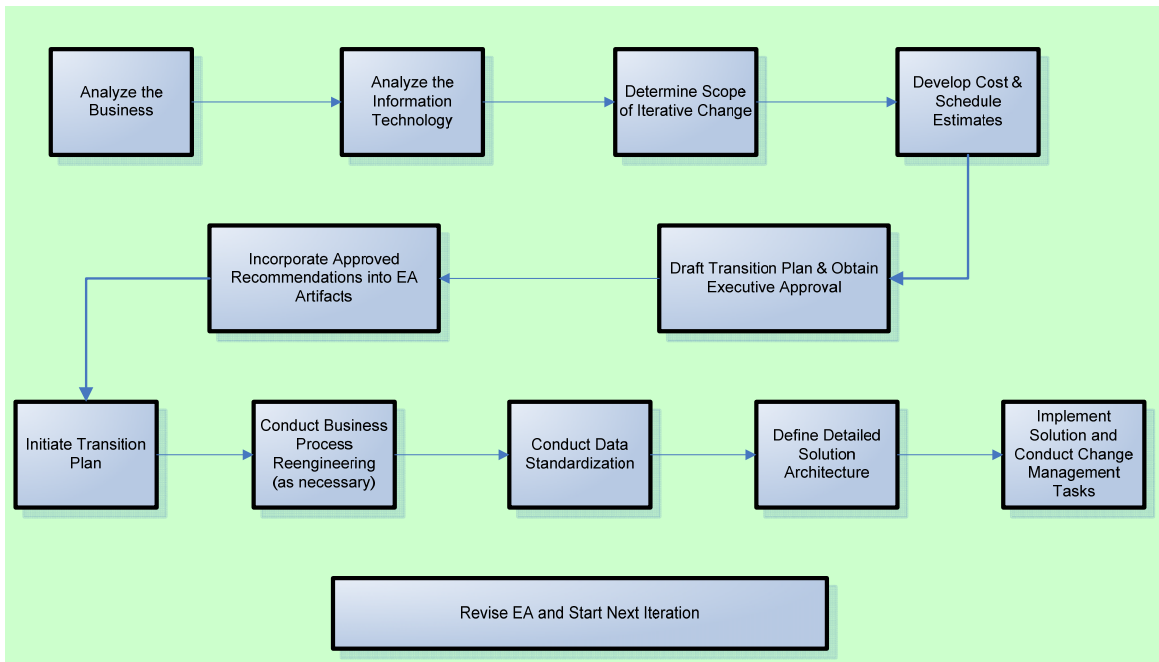 Analyze the
Business
Analyze the
Information
Technology
Determine Scope
of Iterative Change
Develop Cost &
Schedule
Estimates
Incorporate Approved
Recommendations into EA
Artifacts
Draft Transition Plan & Obtain
Executive Approval
Initiate Transition
Plan
Conduct Business
Process
Reengineering
(as necessary)
Conduct Data
Standardization
Define Detailed
Solution
Architecture
Implement
Solution and
Conduct Change
Management
Tasks
Revise EA and Start Next Iteration